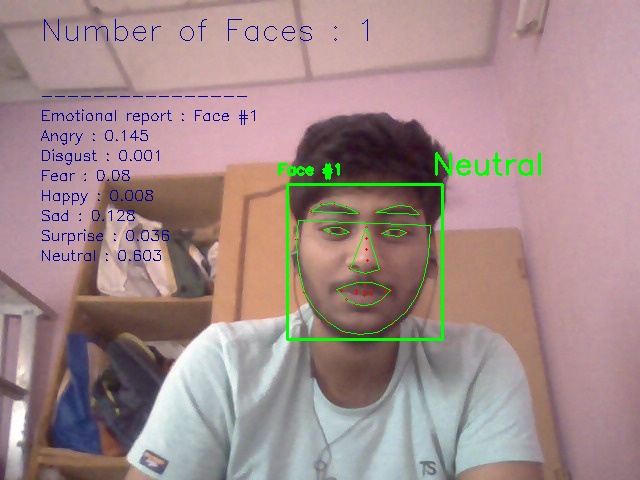 Number of Faces : 1
----------------
Emotional report : Face #1
Angry : 0.145
Disgust : 0.001
Fear : 0.08
Happy : 0.008
Sad : 0.128
Surprise : 0.036
Neutral : 0.603
Face #1
Neutral
TS